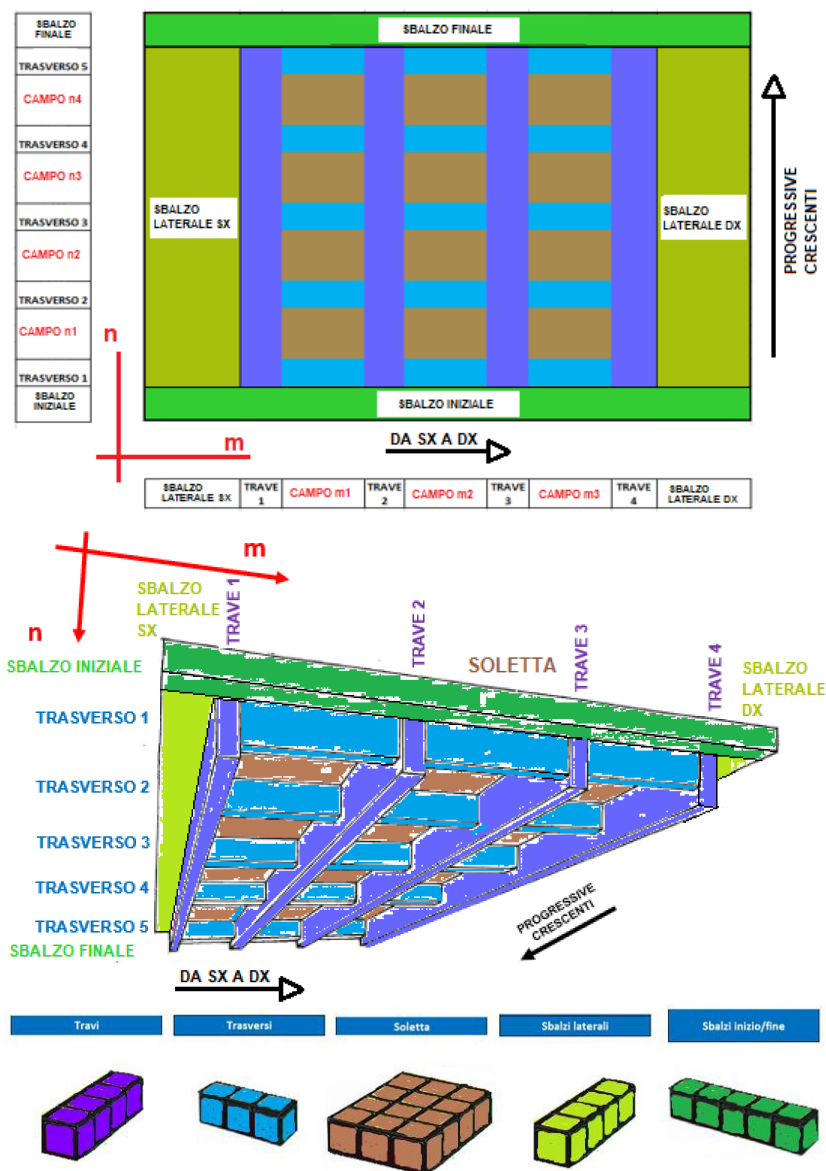 SBALZO
FINALE
TRASVERSO 5
CAMPO n4
TRASVERSO 4
CAMPO n3
TRASVERSO 3
CAMPO n2
TRASVERSO 2
CAMPO n1
TRASVERSO 1
SBALZO
INIZIALE
SBALZO FINALE
SBALZO
LATERALE SX
SBALZO
LATERALE DX
SBALZO INIZIALE
PROGRESSIVE
CRESCENTI
n
m
DA SX A DX
SBALZO
LATERALE SX
TRAVE
1
CAMPO m1
TRAVE
2
CAMPO m2
TRAVE
3
CAMPO m3
TRAVE
4
SBALZO
LATERALE DX
m
n
SBALZO
LATERALE
SX
TRAVE 1
TRAVE 2
TRAVE 3
TRAVE 4
SOLETTA
SBALZO
LATERALE
DX
SBALZO INIZIALE
TRASVERSO 1
TRASVERSO 2
TRASVERSO 3
TRASVERSO 4
TRASVERSO 5
SBALZO FINALE
PROGRESSIVE
CRESCENTI
DA SX A DX
Travi
Trasversi
Soletta
Sbalzi laterali
Sbalzi inizio/fine